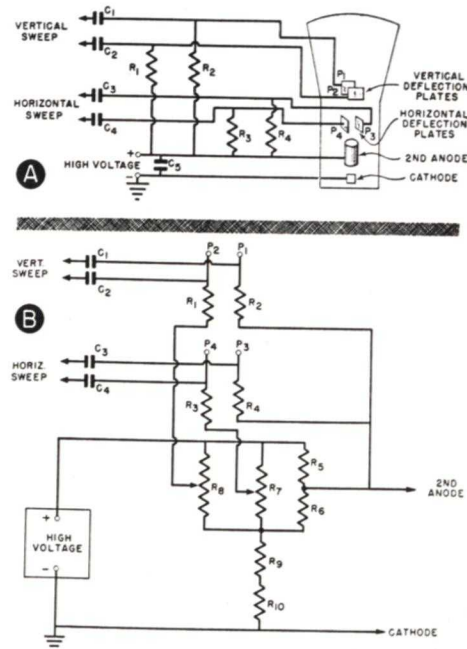 C1
VERTICAL
SWEEP
C2
R1
R2
P1
P2
VERTICAL
DEFLECTION
PLATES
C3
HORIZONTAL
SWEEP
C4
R3
R4
P4
P3
HORIZONTAL
DEFLECTION
PLATES
+
HIGH VOLTAGE
-
C5
2ND ANODE
CATHODE
A
P2
P1
VERT.
SWEEP
C1
C2
R1
R2
B
P4
P3
HORIZ.
SWEEP
C3
C4
R3
R4
R5
R8
R7
R6
2ND
ANODE
+
HIGH
VOLTAGE
-
R9
R10
CATHODE